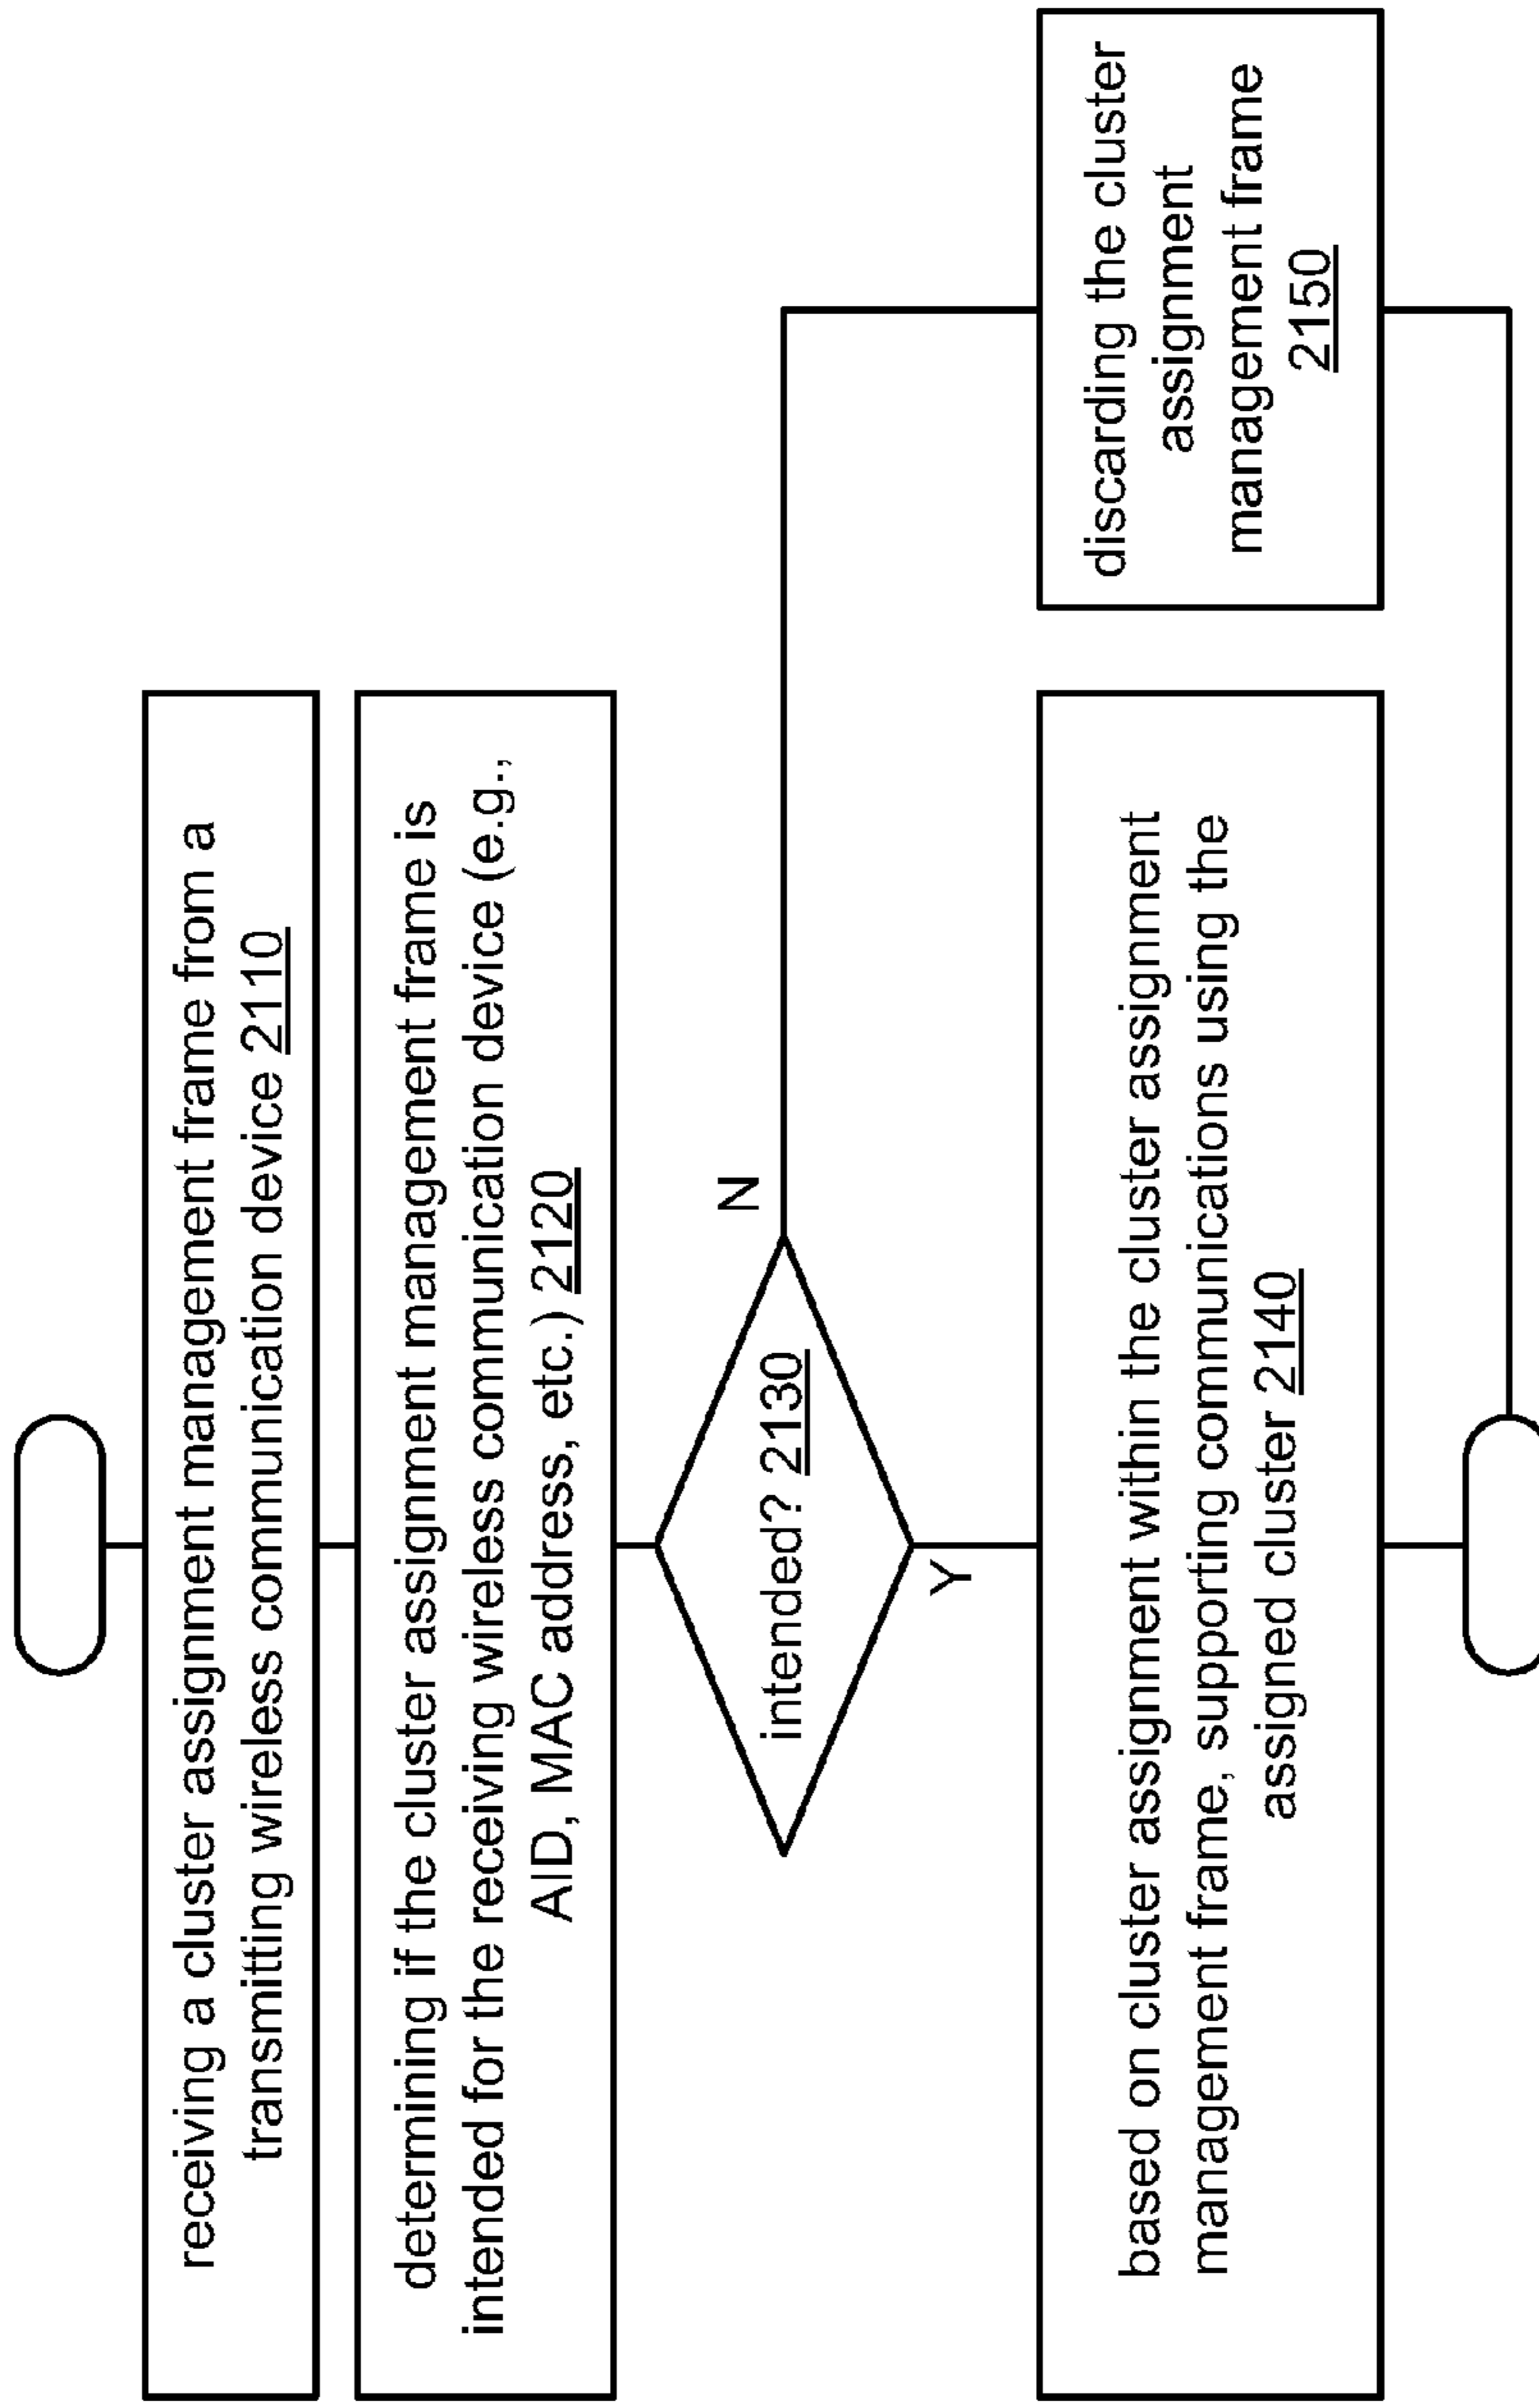 receiving a cluster assignment management frame from a
transmitting wireless communication device 2110
determining if the cluster assignment management frame is
intended for the receiving wireless communication device (e.g.,
AID, MAC address, etc.) 2120
intended? 2130
N
Y
based on cluster assignment within the cluster assignment
management frame, supporting communications using the
assigned cluster 2140
discarding the cluster
assignment
management frame
2150